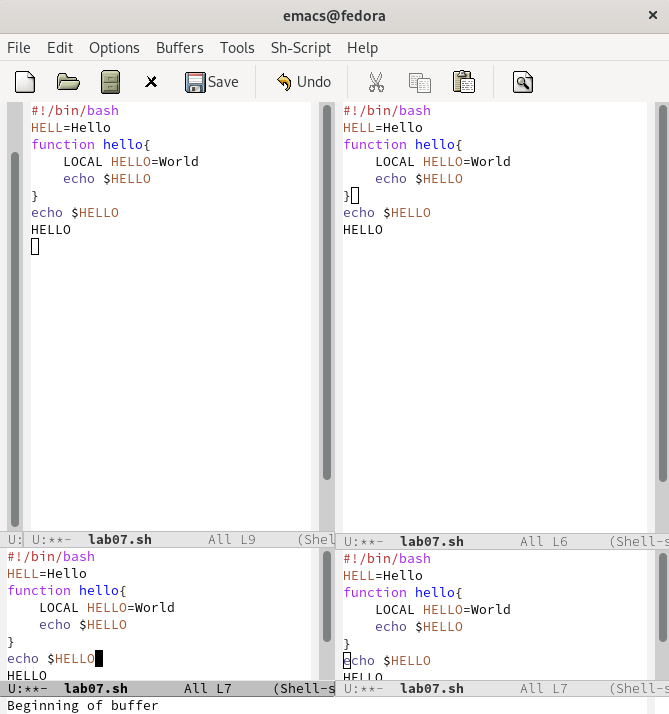 emacs@fedora
File Edit Options Buffers Tools Sh-Script Help
Save Undo
#!/bin/bash
HELL=Hello
function hello{
    LOCAL HELLO=World
    echo $HELLO
}
echo $HELLO
HELLO
U: U:**-  lab07.sh       All L9     (Shel
#!/bin/bash
HELL=Hello
function hello{
    LOCAL HELLO=World
    echo $HELLO
}
echo $HELLO
HELLO
U:**-  lab07.sh       All L6     (Shell-s
#!/bin/bash
HELL=Hello
function hello{
    LOCAL HELLO=World
    echo $HELLO
}
echo $HELLO
HELLO
U:**-  lab07.sh       All L7     (Shell-s
#!/bin/bash
HELL=Hello
function hello{
    LOCAL HELLO=World
    echo $HELLO
}
echo $HELLO
HELLO
U:**-  lab07.sh       All L7     (Shell-s
Beginning of buffer